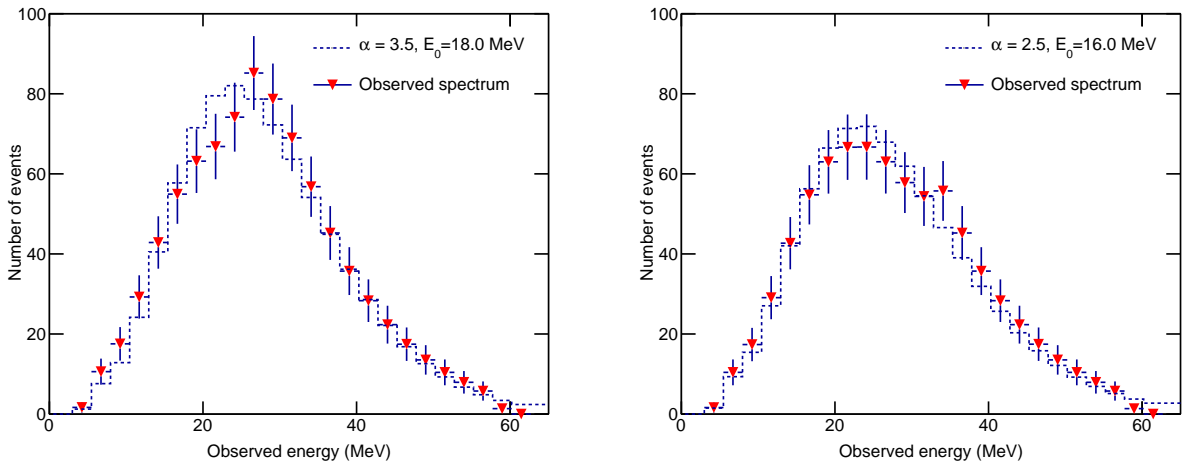 α = 3.5, E0=18.0 MeV
Observed spectrum
Number of events
100
80
60
40
20
0
0 20 40 60
Observed energy (MeV)
α = 2.5, E0=16.0 MeV
Observed spectrum
Number of events
100
80
60
40
20
0
0 20 40 60
Observed energy (MeV)